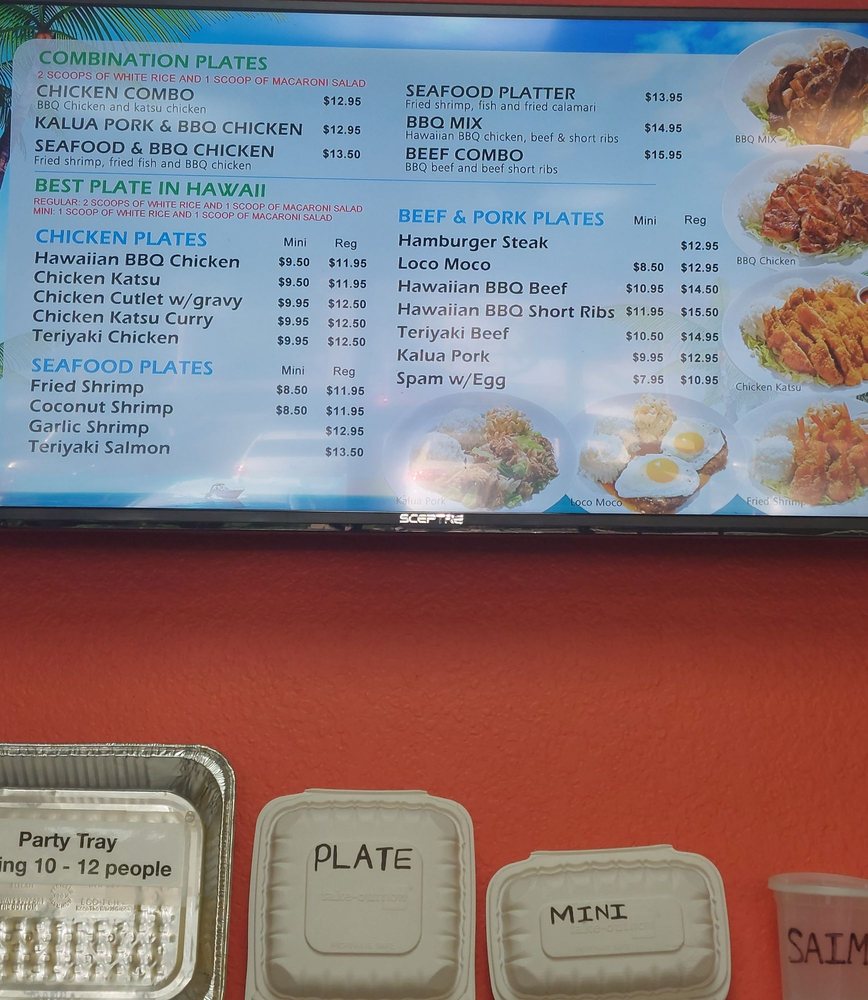 COMBINATION PLATES
2 SCOOPS OF WHITE RICE AND 1 SCOOP OF MACARONI SALAD
CHICKEN COMBO $12.95
BBQ Chicken and katsu chicken
KALUA PORK & BBQ CHICKEN $12.95
SEAFOOD & BBQ CHICKEN $13.50
Fried shrimp, fried fish and BBQ chicken
SEAFOOD PLATTER $13.95
Fried shrimp, fish and fried calamari
BBQ MIX $14.95
Hawaiian BBQ chicken, beef & short ribs
BEEF COMBO $15.95
BBQ beef and beef short ribs
BEST PLATE IN HAWAII
REGULAR: 2 SCOOPS OF WHITE RICE AND 1 SCOOP OF MACARONI SALAD
MINI: 1 SCOOP OF WHITE RICE AND 1 SCOOP OF MACARONI SALAD
CHICKEN PLATES Mini Reg
Hawaiian BBQ Chicken $9.50 $11.95
Chicken Katsu $9.50 $11.95
Chicken Cutlet w/gravy $9.95 $12.50
Chicken Katsu Curry $9.95 $12.50
Teriyaki Chicken $9.95 $12.50
SEAFOOD PLATES Mini Reg
Fried Shrimp $8.50 $11.95
Coconut Shrimp $8.50 $11.95
Garlic Shrimp $12.95
Teriyaki Salmon $13.50
BEEF & PORK PLATES Mini Reg
Hamburger Steak $12.95
Loco Moco $8.50 $12.95
Hawaiian BBQ Beef $10.95 $14.50
Hawaiian BBQ Short Ribs $11.95 $15.50
Teriyaki Beef $10.50 $14.95
Kalua Pork $9.95 $12.95
Spam w/Egg $7.95 $10.95
BBQ MIX
BBQ Chicken
Chicken Katsu
Kalua Pork
Loco Moco
Fried Shrimp
SCEPTRE
Party Tray
ing 10 - 12 people
PLATE
MINI
SAIM